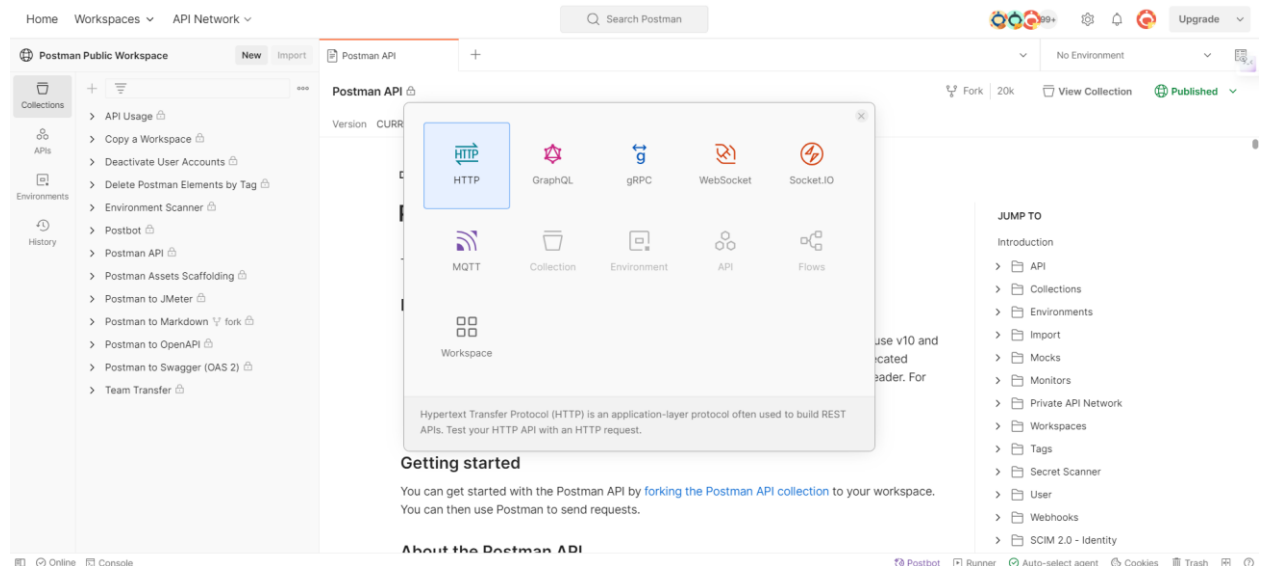 Home Workspaces API Network Search Postman 99+ Upgrade
Postman Public Workspace New Import Postman API No Environment
Collections
APIs
Environments
History
API Usage
Copy a Workspace
Deactivate User Accounts
Delete Postman Elements by Tag
Environment Scanner
Postbot
Postman API
Postman Assets Scaffolding
Postman to JMeter
Postman to Markdown fork
Postman to OpenAPI
Postman to Swagger (OAS 2)
Team Transfer
Postman API Fork 20k View Collection Published
Version CURR
HTTP
HTTP GraphQL gRPC WebSocket Socket.IO
MQTT Collection Environment API Flows
Workspace
Hypertext Transfer Protocol (HTTP) is an application-layer protocol often used to build REST
APIs. Test your HTTP API with an HTTP request.
use v10 and
ecated
eader. For
Getting started
You can get started with the Postman API by forking the Postman API collection to your workspace.
You can then use Postman to send requests.
About the Postman API
JUMP TO
Introduction
API
Collections
Environments
Import
Mocks
Monitors
Private API Network
Workspaces
Tags
Secret Scanner
User
Webhooks
SCIM 2.0 - Identity
Online Console Postbot Runner Auto-select agent Cookies Trash